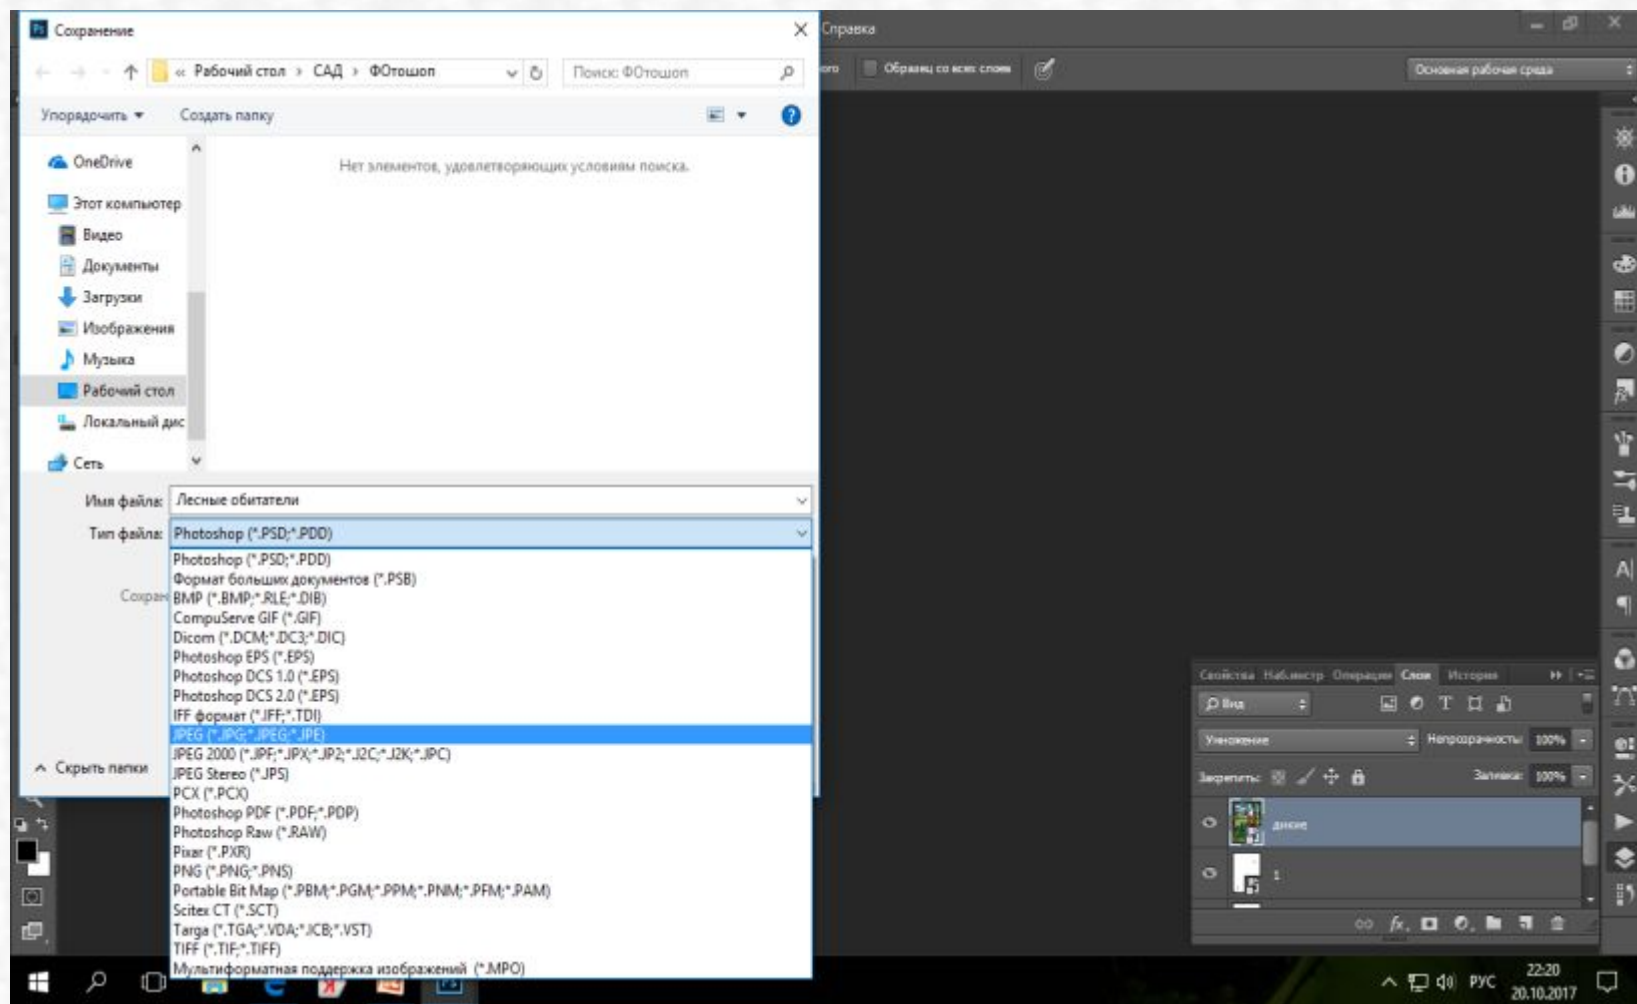 Сохранение
Справка
« Рабочий стол › САД › ФОтошоп
Поиск: ФОтошоп
Образец со всех слоев
Основная рабочая среда
Упорядочить
Создать папку
OneDrive
Нет элементов, удовлетворяющих условиям поиска.
Этот компьютер
Видео
Документы
Загрузки
Изображения
Музыка
Рабочий стол
Локальный дис
Сеть
Имя файла: Лесные обитатели
Тип файла: Photoshop (*.PSD;*.PDD)
Photoshop (*.PSD;*.PDD)
Формат больших документов (*.PSB)
Сохран
BMP (*.BMP;*.RLE;*.DIB)
CompuServe GIF (*.GIF)
Dicom (*.DCM;*.DC3;*.DIC)
Photoshop EPS (*.EPS)
Photoshop DCS 1.0 (*.EPS)
Photoshop DCS 2.0 (*.EPS)
IFF формат (*.IFF;*.TDI)
JPEG (*.JPG;*.JPEG;*.JPE)
JPEG 2000 (*.JPF;*.JPX;*.JP2;*.J2C;*.J2K;*.JPC)
JPEG Stereo (*.JPS)
PCX (*.PCX)
Photoshop PDF (*.PDF;*.PDP)
Photoshop Raw (*.RAW)
Pixar (*.PXR)
PNG (*.PNG;*.PNS)
Portable Bit Map (*.PBM;*.PGM;*.PPM;*.PNM;*.PFM;*.PAM)
Scitex CT (*.SCT)
Targa (*.TGA;*.VDA;*.ICB;*.VST)
TIFF (*.TIF;*.TIFF)
Мультиформатная поддержка изображений (*.MPO)
Скрыть папки
Свойства Наб.инстр Операции Слои История
Вид
Умножение Непрозрачность: 100%
Закрепить: Заливка: 100%
дикие
1
РУС
22:20
20.10.2017